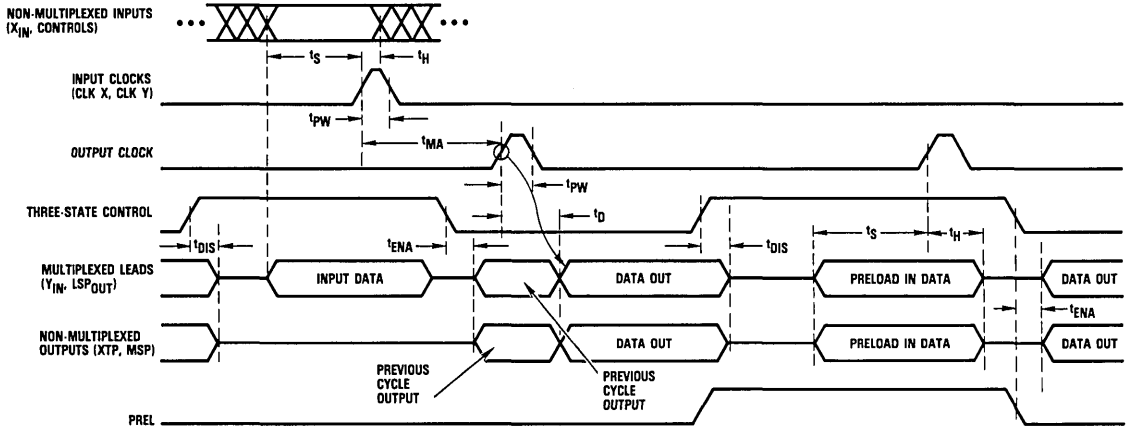 NON-MULTIPLEXED INPUTS
(XIN, CONTROLS)
tS
tH
INPUT CLOCKS
(CLK X, CLK Y)
tPW
tMA
OUTPUT CLOCK
tPW
THREE-STATE CONTROL
tD
tDIS
tENA
tDIS
tS
tH
MULTIPLEXED LEADS
(YIN, LSPOUT)
INPUT DATA
DATA OUT
PRELOAD IN DATA
DATA OUT
tENA
NON-MULTIPLEXED
OUTPUTS (XTP, MSP)
DATA OUT
PRELOAD IN DATA
DATA OUT
PREVIOUS
CYCLE
OUTPUT
PREVIOUS
CYCLE
OUTPUT
PREL